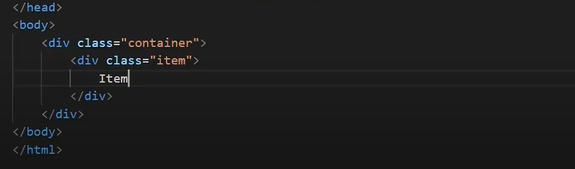 </head>
<body>
<div class="container">
<div class="item">
Item
</div>
</div>
</body>
</html>